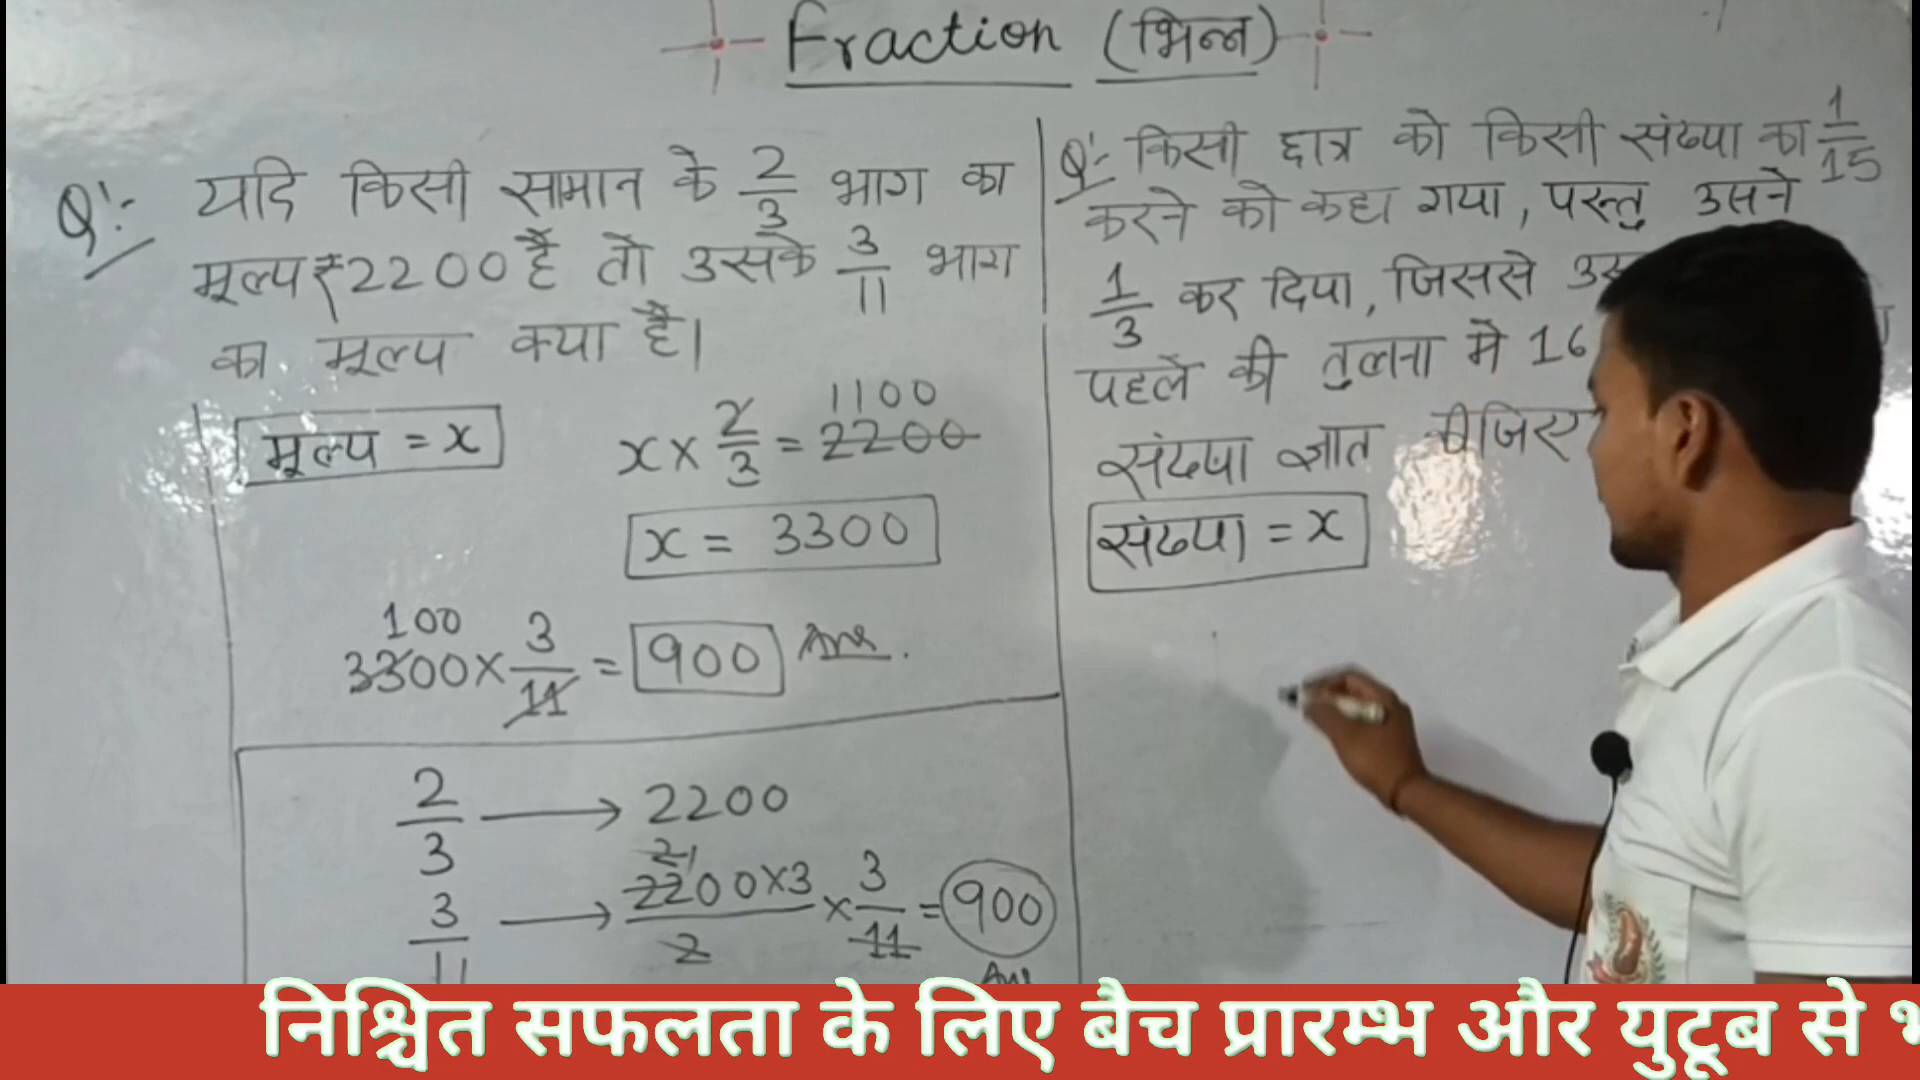 Fraction (भिन्न)
Q:- यदि किसी सामान के 2/3 भाग का
मूल्य ₹2200 है तो उसके 3/11 भाग
का मूल्य क्या है।
मूल्य = x
x × 2/3 = 2200
1100
x = 3300
100
3300 × 3/11 = 900 Ans.
2/3 → 2200
21
3/11 → 2200×3/2 × 3/11 = 900
Ans
Q:- किसी छात्र को किसी संख्या का 1/15
करने को कहा गया, परन्तु उसने
1/3 कर दिया, जिससे
पहले की तुलना मे 16
संख्या ज्ञात कीजिए
संख्या = x
निश्चित सफलता के लिए बैच प्रारम्भ और युटूब से